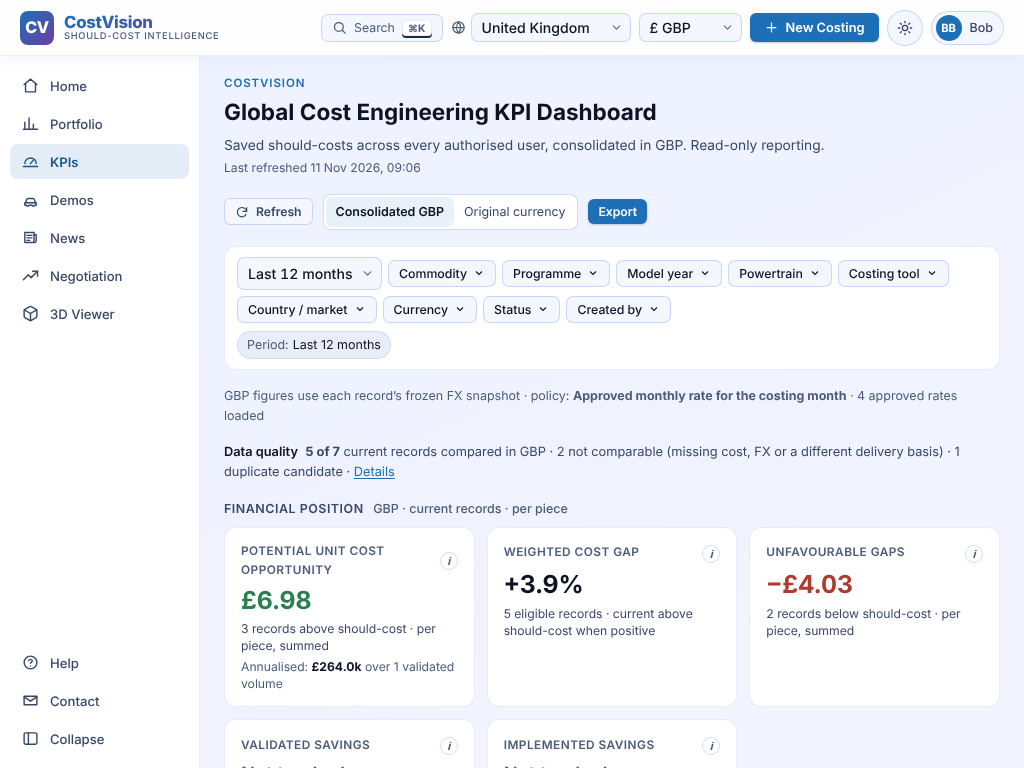 CV
CostVision
SHOULD-COST INTELLIGENCE
Search ⌘K
United Kingdom
£ GBP
New Costing
BB
Bob
Home
Portfolio
KPIs
Demos
News
Negotiation
3D Viewer
Help
Contact
Collapse
COSTVISION
Global Cost Engineering KPI Dashboard
Saved should-costs across every authorised user, consolidated in GBP. Read-only reporting.
Last refreshed 11 Nov 2026, 09:06
Refresh
Consolidated GBP
Original currency
Export
Last 12 months
Commodity
Programme
Model year
Powertrain
Costing tool
Country / market
Currency
Status
Created by
Period: Last 12 months
GBP figures use each record's frozen FX snapshot · policy: Approved monthly rate for the costing month · 4 approved rates
loaded
Data quality 5 of 7 current records compared in GBP · 2 not comparable (missing cost, FX or a different delivery basis) · 1
duplicate candidate · Details
FINANCIAL POSITION GBP · current records · per piece
POTENTIAL UNIT COST
OPPORTUNITY
i
£6.98
3 records above should-cost · per
piece, summed
Annualised: £264.0k over 1 validated
volume
WEIGHTED COST GAP
i
+3.9%
5 eligible records · current above
should-cost when positive
UNFAVOURABLE GAPS
i
−£4.03
2 records below should-cost · per
piece, summed
VALIDATED SAVINGS
i
IMPLEMENTED SAVINGS
i